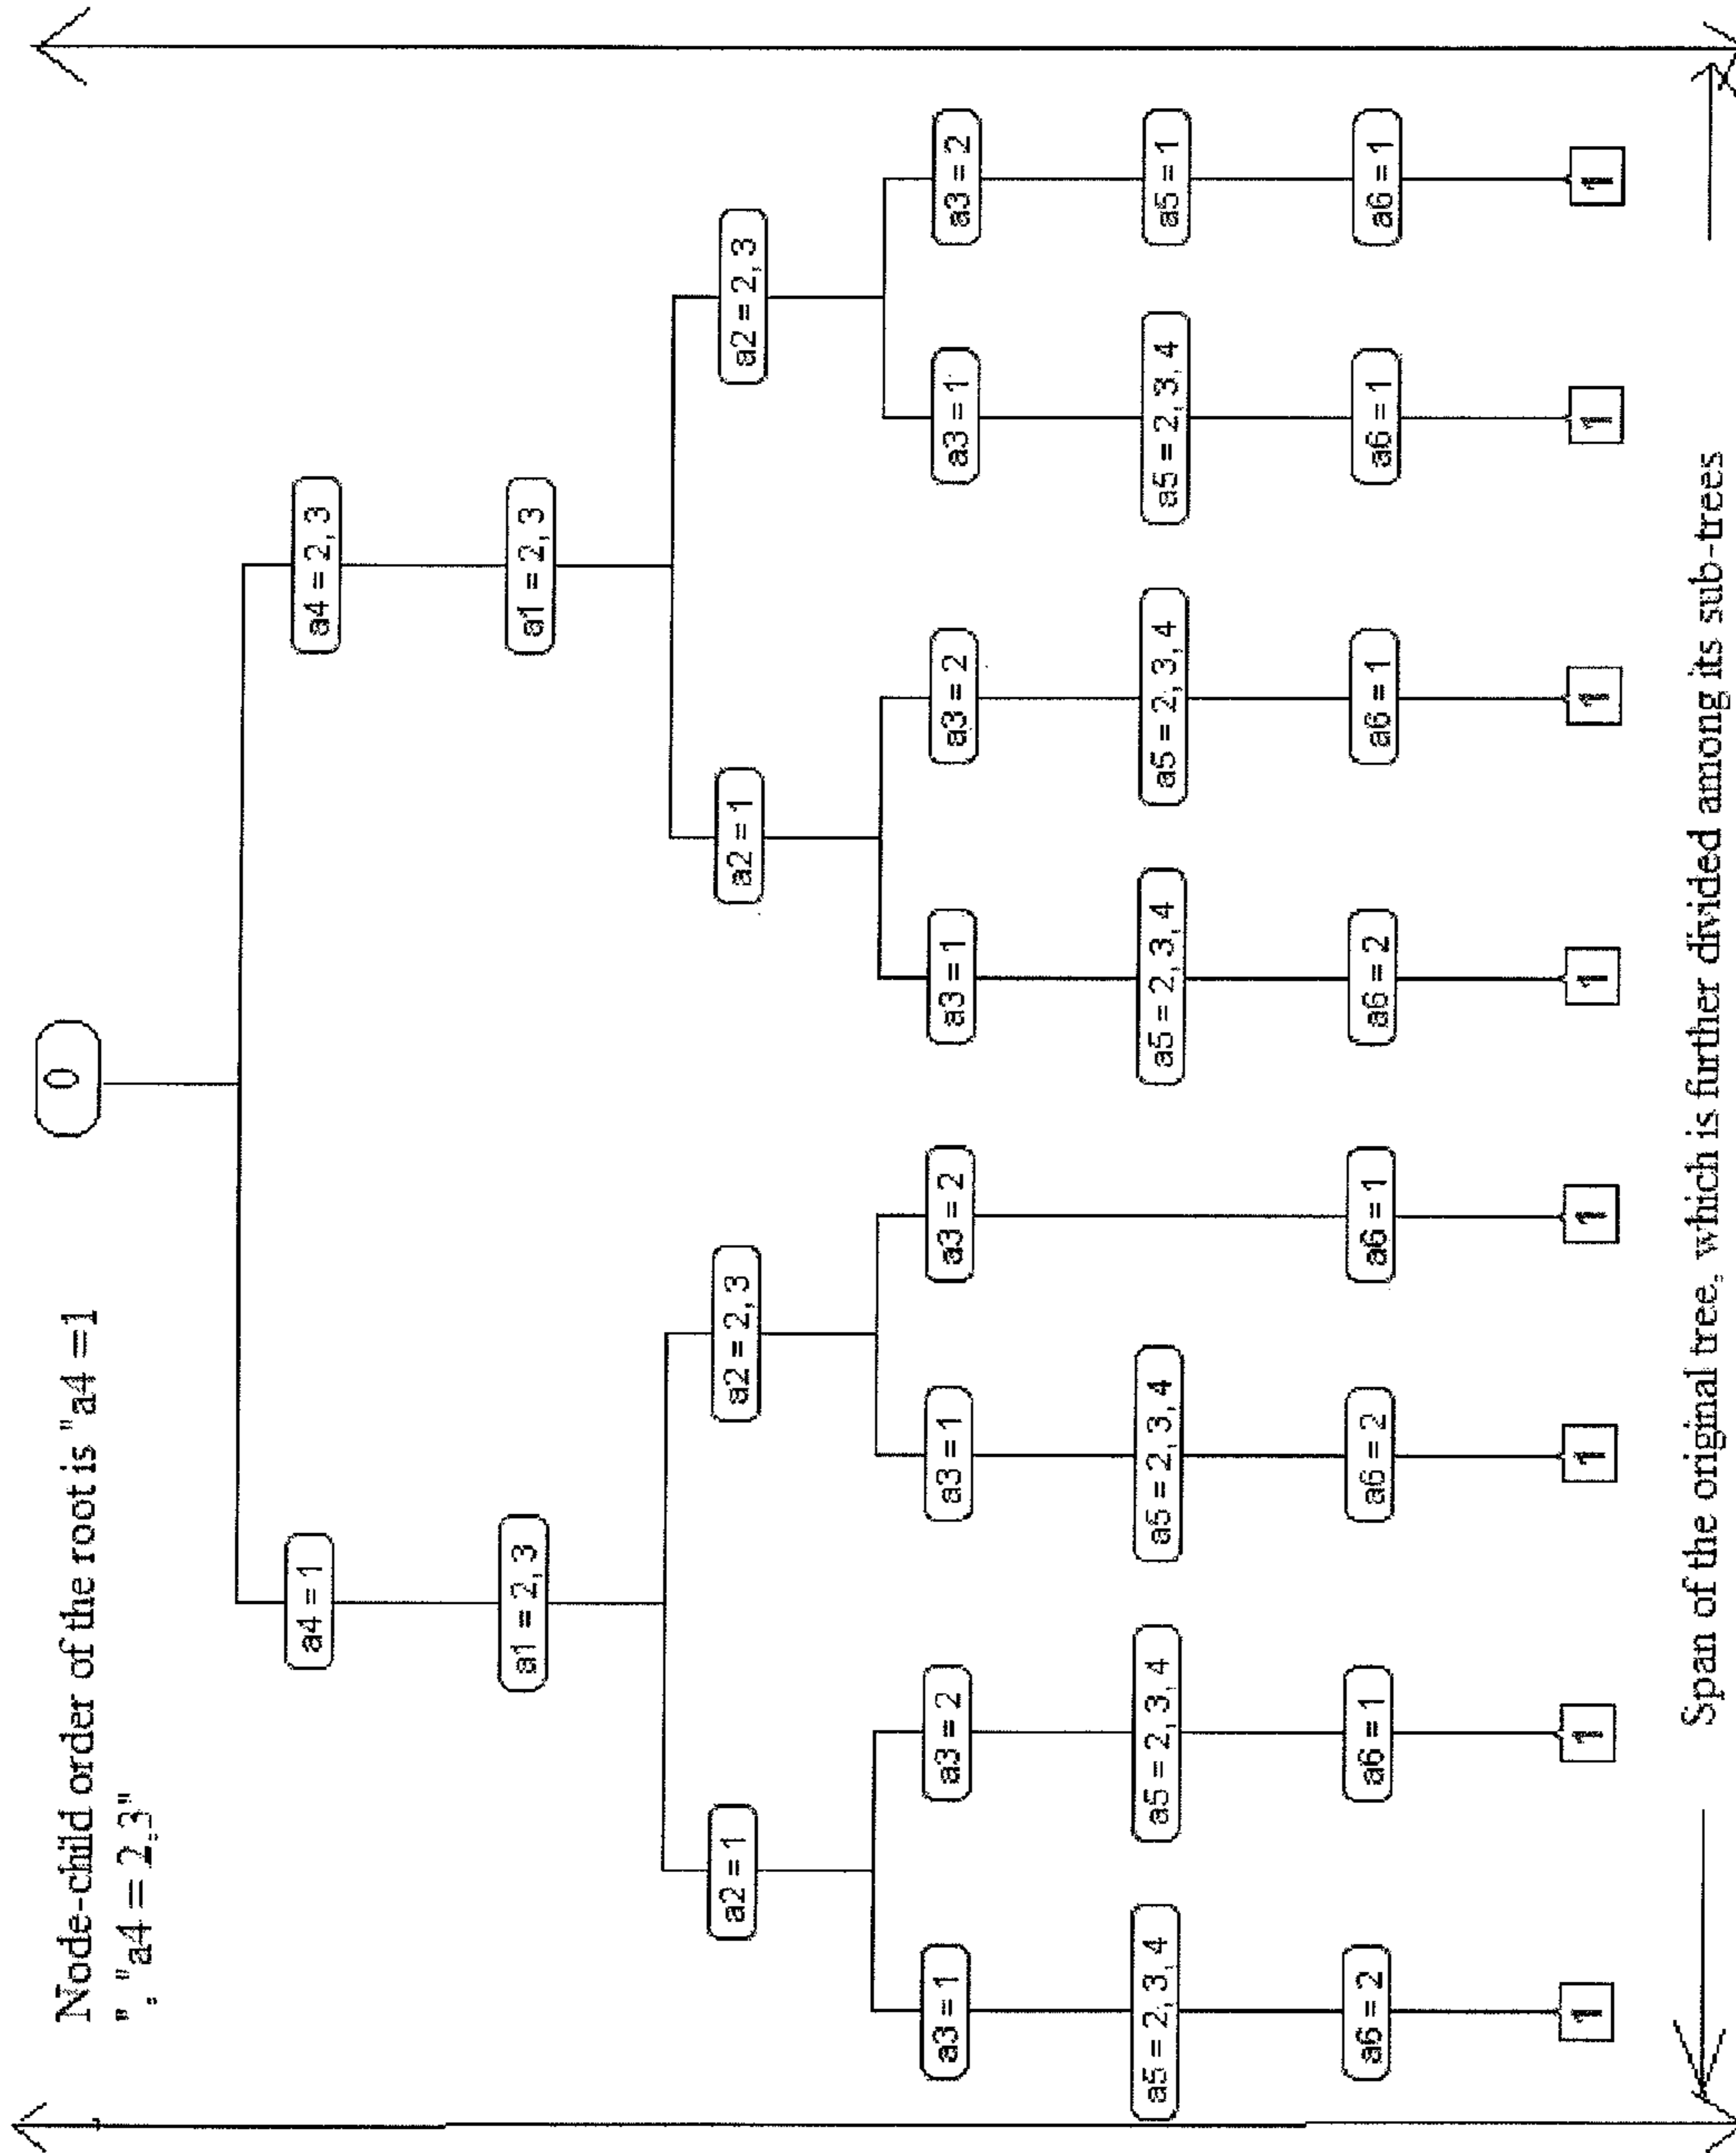 Node-child order of the root is "a4 =1
", "a4 = 2,3"
0
a4 = 1
a4 = 2, 3
a1 = 2, 3
a1 = 2, 3
a2 = 1
a2 = 2, 3
a2 = 1
a2 = 2, 3
a3 = 1
a3 = 2
a3 = 1
a3 = 2
a3 = 1
a3 = 2
a3 = 1
a3 = 2
a5 = 2, 3, 4
a5 = 2, 3, 4
a5 = 2, 3, 4
a5 = 2, 3, 4
a5 = 2, 3, 4
a5 = 2, 3, 4
a5 = 1
a6 = 2
a6 = 1
a6 = 2
a6 = 1
a6 = 2
a6 = 1
a6 = 1
a6 = 1
1
1
1
1
1
1
1
1
Span of the original tree, which is further divided among its sub-trees